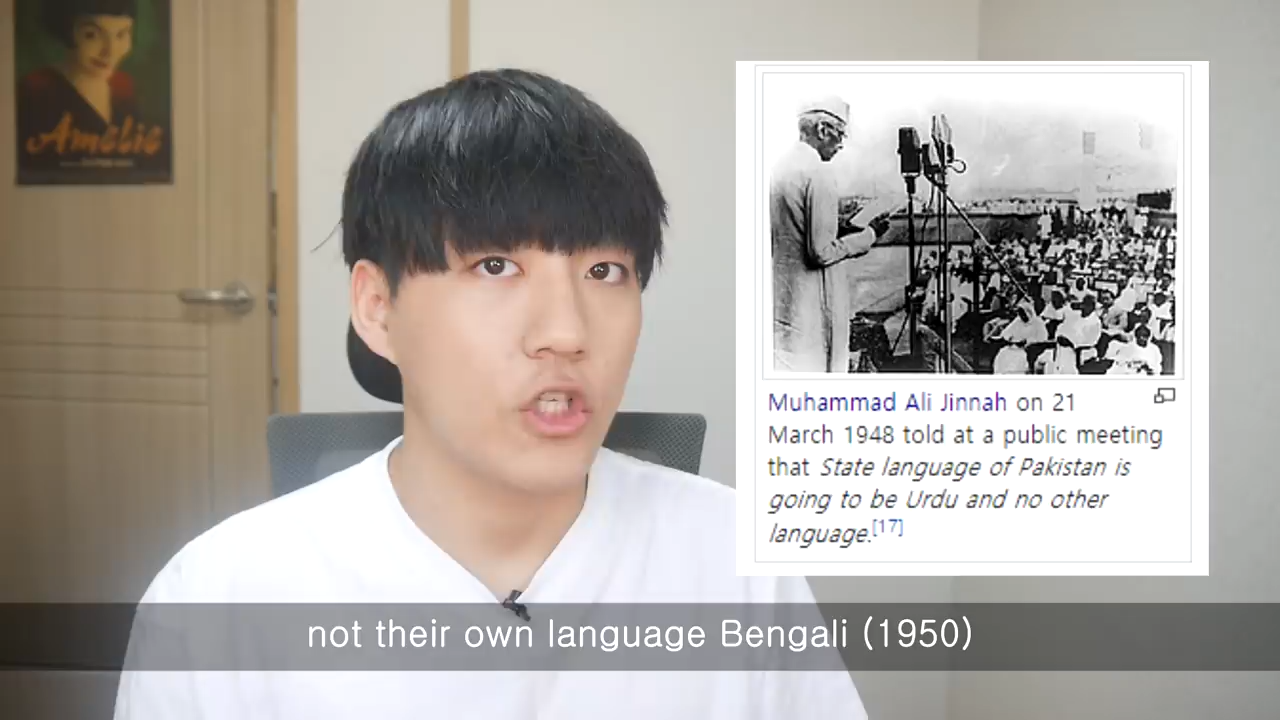 Amélie
Muhammad Ali Jinnah on 21
March 1948 told at a public meeting
that State language of Pakistan is
going to be Urdu and no other
language.[17]
not their own language Bengali (1950)